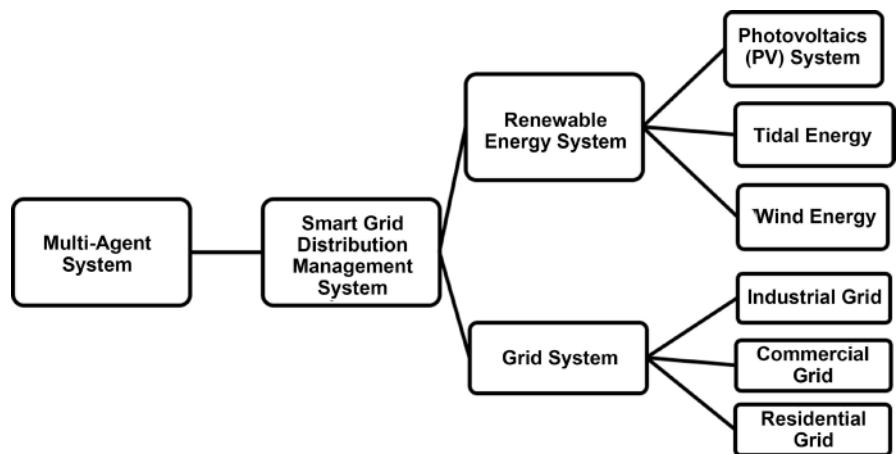 Multi-Agent
System
Smart Grid
Distribution
Management
System
Renewable
Energy System
Photovoltaics
(PV) System
Tidal Energy
Wind Energy
Grid System
Industrial Grid
Commercial
Grid
Residential
Grid